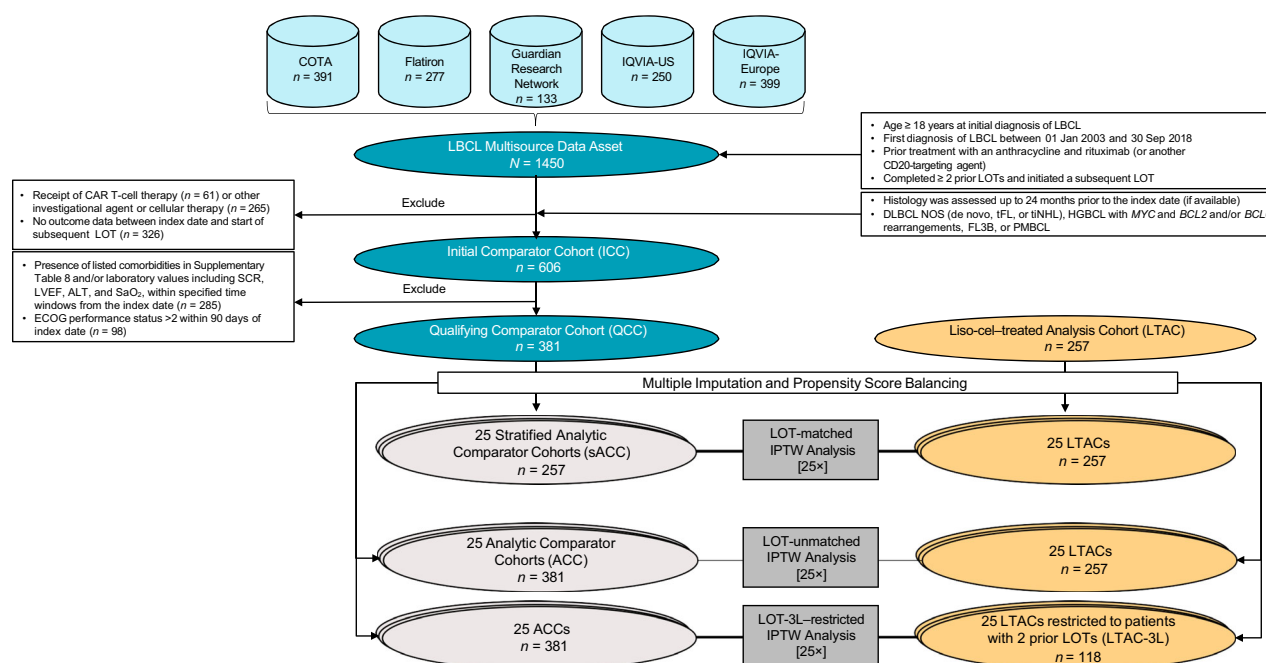 COTA
n = 391
Flatiron
n = 277
Guardian
Research
Network
n = 133
IQVIA-US
n = 250
IQVIA-
Europe
n = 399
LBCL Multisource Data Asset
N = 1450
• Age ≥ 18 years at initial diagnosis of LBCL
• First diagnosis of LBCL between 01 Jan 2003 and 30 Sep 2018
• Prior treatment with an anthracycline and rituximab (or another
CD20-targeting agent)
• Completed ≥ 2 prior LOTs and initiated a subsequent LOT
• Receipt of CAR T-cell therapy (n = 61) or other
investigational agent or cellular therapy (n = 265)
• No outcome data between index date and start of
subsequent LOT (n = 326)
Exclude
• Histology was assessed up to 24 months prior to the index date (if available)
• DLBCL NOS (de novo, tFL, or tiNHL), HGBCL with MYC and BCL2 and/or
rearrangements, FL3B, or PMBCL
Initial Comparator Cohort (ICC)
n = 606
• Presence of listed comorbidities in Supplementary
Table 8 and/or laboratory values including SCR,
LVEF, ALT, and SaO₂, within specified time
windows from the index date (n = 285)
• ECOG performance status >2 within 90 days of
index date (n = 98)
Exclude
Qualifying Comparator Cohort (QCC)
n = 381
Liso-cel–treated Analysis Cohort (LTAC)
n = 257
Multiple Imputation and Propensity Score Balancing
25 Stratified Analytic
Comparator Cohorts (sACC)
n = 257
LOT-matched
IPTW Analysis
[25×]
25 LTACs
n = 257
25 Analytic Comparator
Cohorts (ACC)
n = 381
LOT-unmatched
IPTW Analysis
[25×]
25 LTACs
n = 257
25 ACCs
n = 381
LOT-3L–restricted
IPTW Analysis
[25×]
25 LTACs restricted to patients
with 2 prior LOTs (LTAC-3L)
n = 118